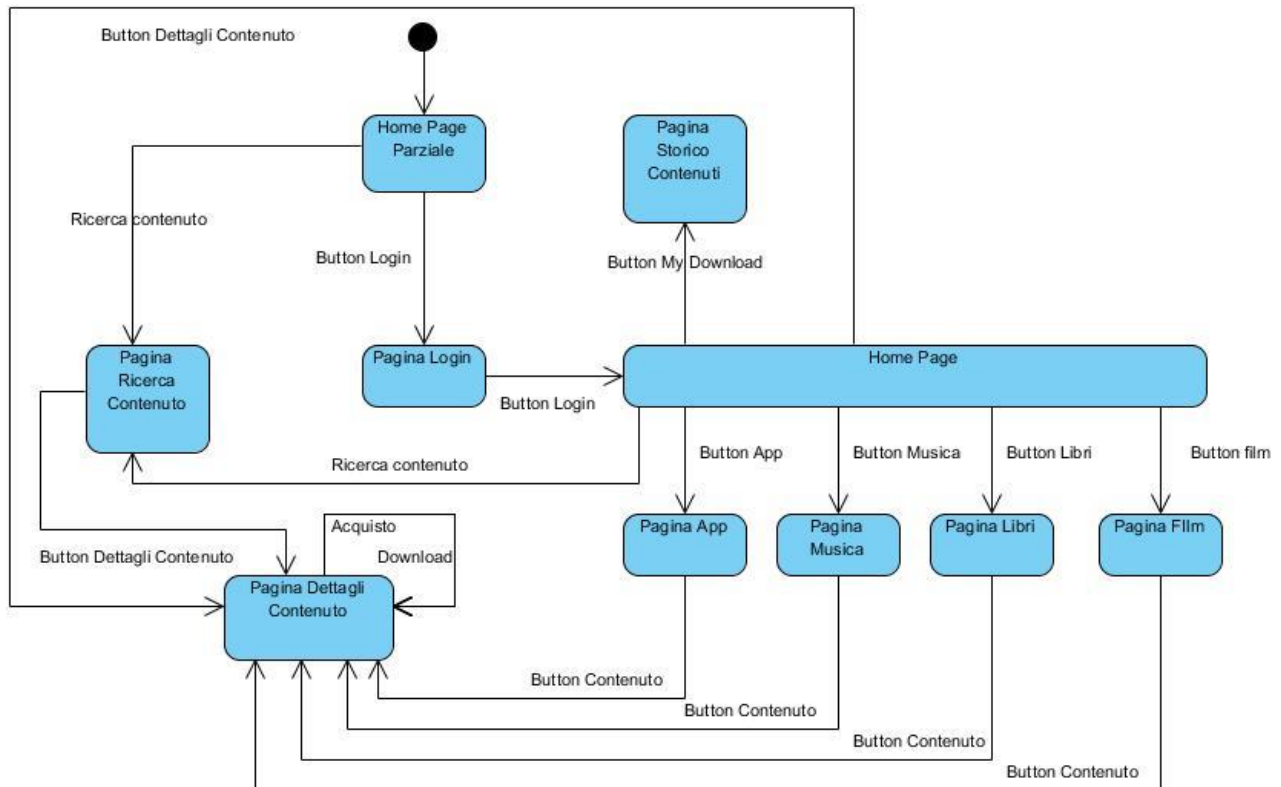 Button Dettagli Contenuto
Home Page
Parziale
Pagina
Storico
Contenuti
Ricerca contenuto
Button Login
Button My Download
Pagina
Ricerca
Contenuto
Pagina Login
Home Page
Button Login
Button App
Button Musica
Button Libri
Button film
Ricerca contenuto
Pagina App
Pagina
Musica
Pagina Libri
Pagina FIlm
Acquisto
Download
Button Dettagli Contenuto
Pagina Dettagli
Contenuto
Button Contenuto
Button Contenuto
Button Contenuto
Button Contenuto